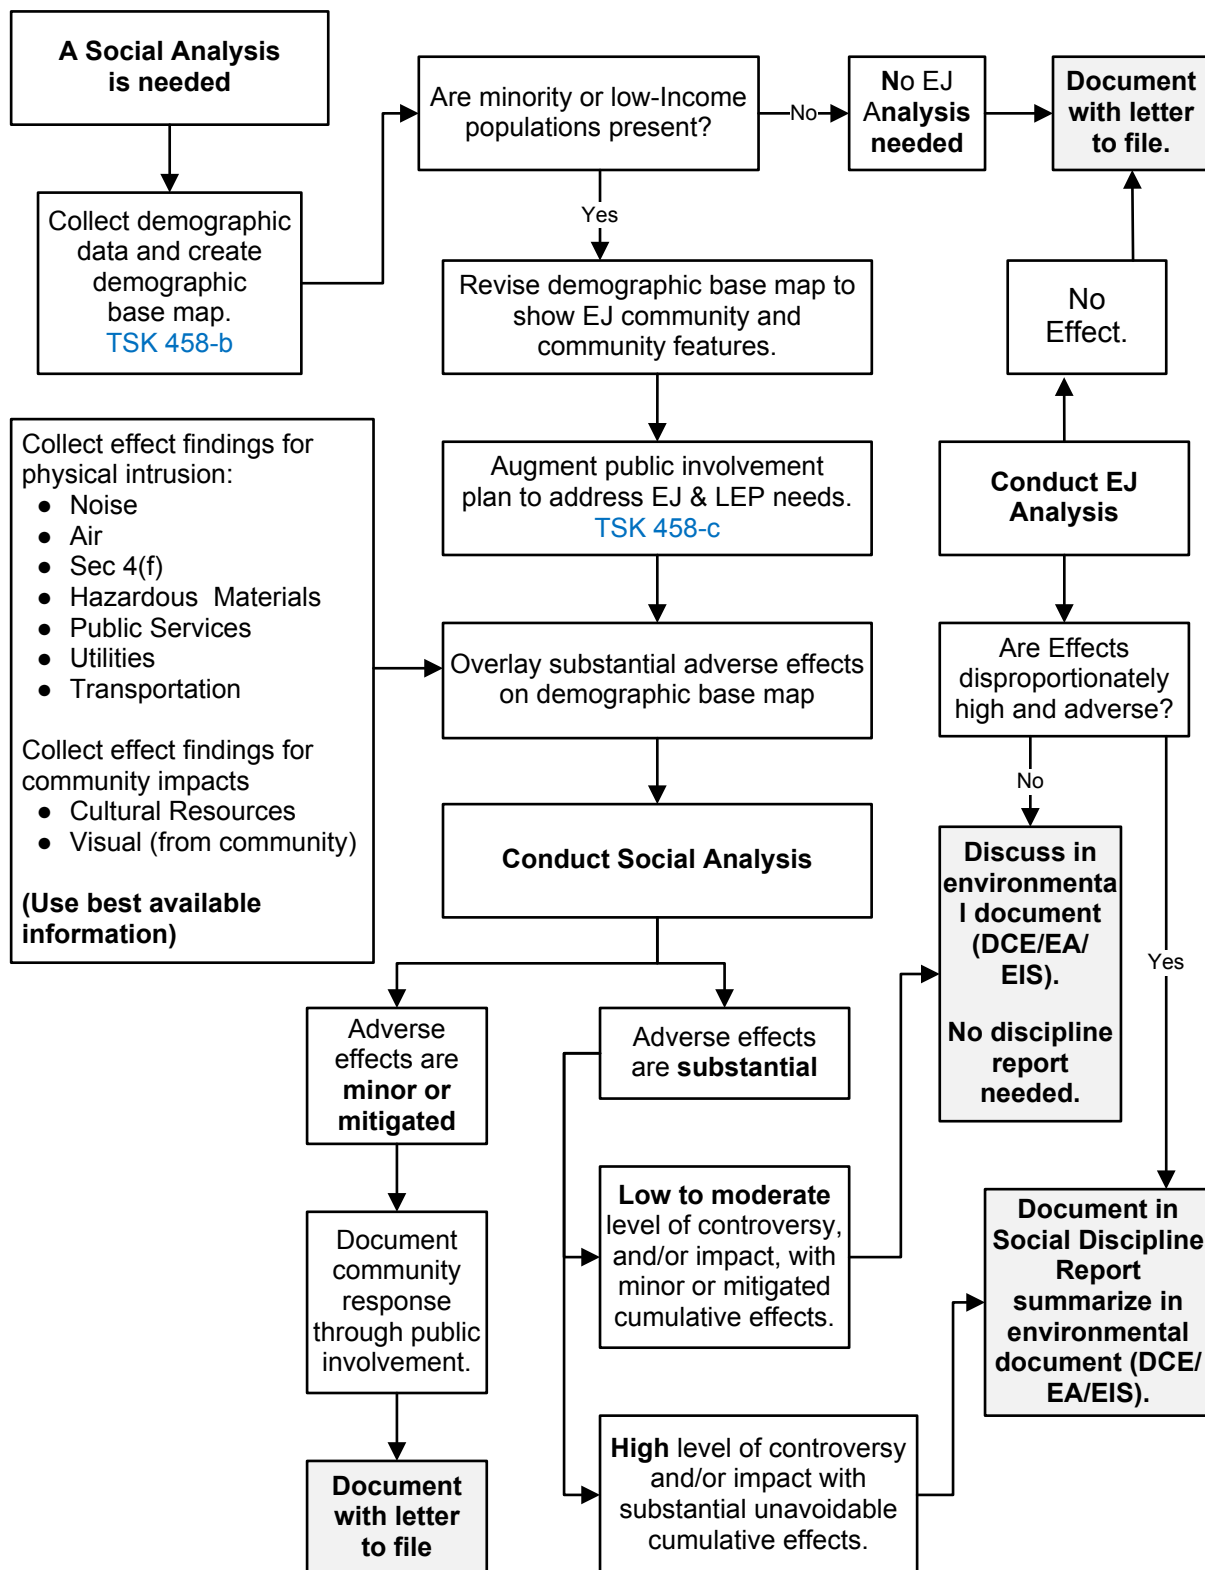 A Social Analysis
is needed
Collect demographic
data and create
demographic
base map.
TSK 458-b
Are minority or low-Income
populations present?
No
No EJ
Analysis
needed
Document
with letter
to file.
Yes
Revise demographic base map to
show EJ community and
community features.
No
Effect.
Augment public involvement
plan to address EJ & LEP needs.
TSK 458-c
Conduct EJ
Analysis
Collect effect findings for
physical intrusion:
● Noise
● Air
● Sec 4(f)
● Hazardous Materials
● Public Services
● Utilities
● Transportation
Collect effect findings for
community impacts
● Cultural Resources
● Visual (from community)
(Use best available
information)
Overlay substantial adverse effects
on demographic base map
Are Effects
disproportionately
high and adverse?
No
Yes
Conduct Social Analysis
Discuss in
environmenta
l document
(DCE/EA/
EIS).
No discipline
report
needed.
Adverse
effects are
minor or
mitigated
Adverse effects
are substantial
Document
community
response
through public
involvement.
Low to moderate
level of controversy,
and/or impact, with
minor or mitigated
cumulative effects.
Document in
Social Discipline
Report
summarize in
environmental
document (DCE/
EA/EIS).
Document
with letter
to file
High level of controversy
and/or impact with
substantial unavoidable
cumulative effects.